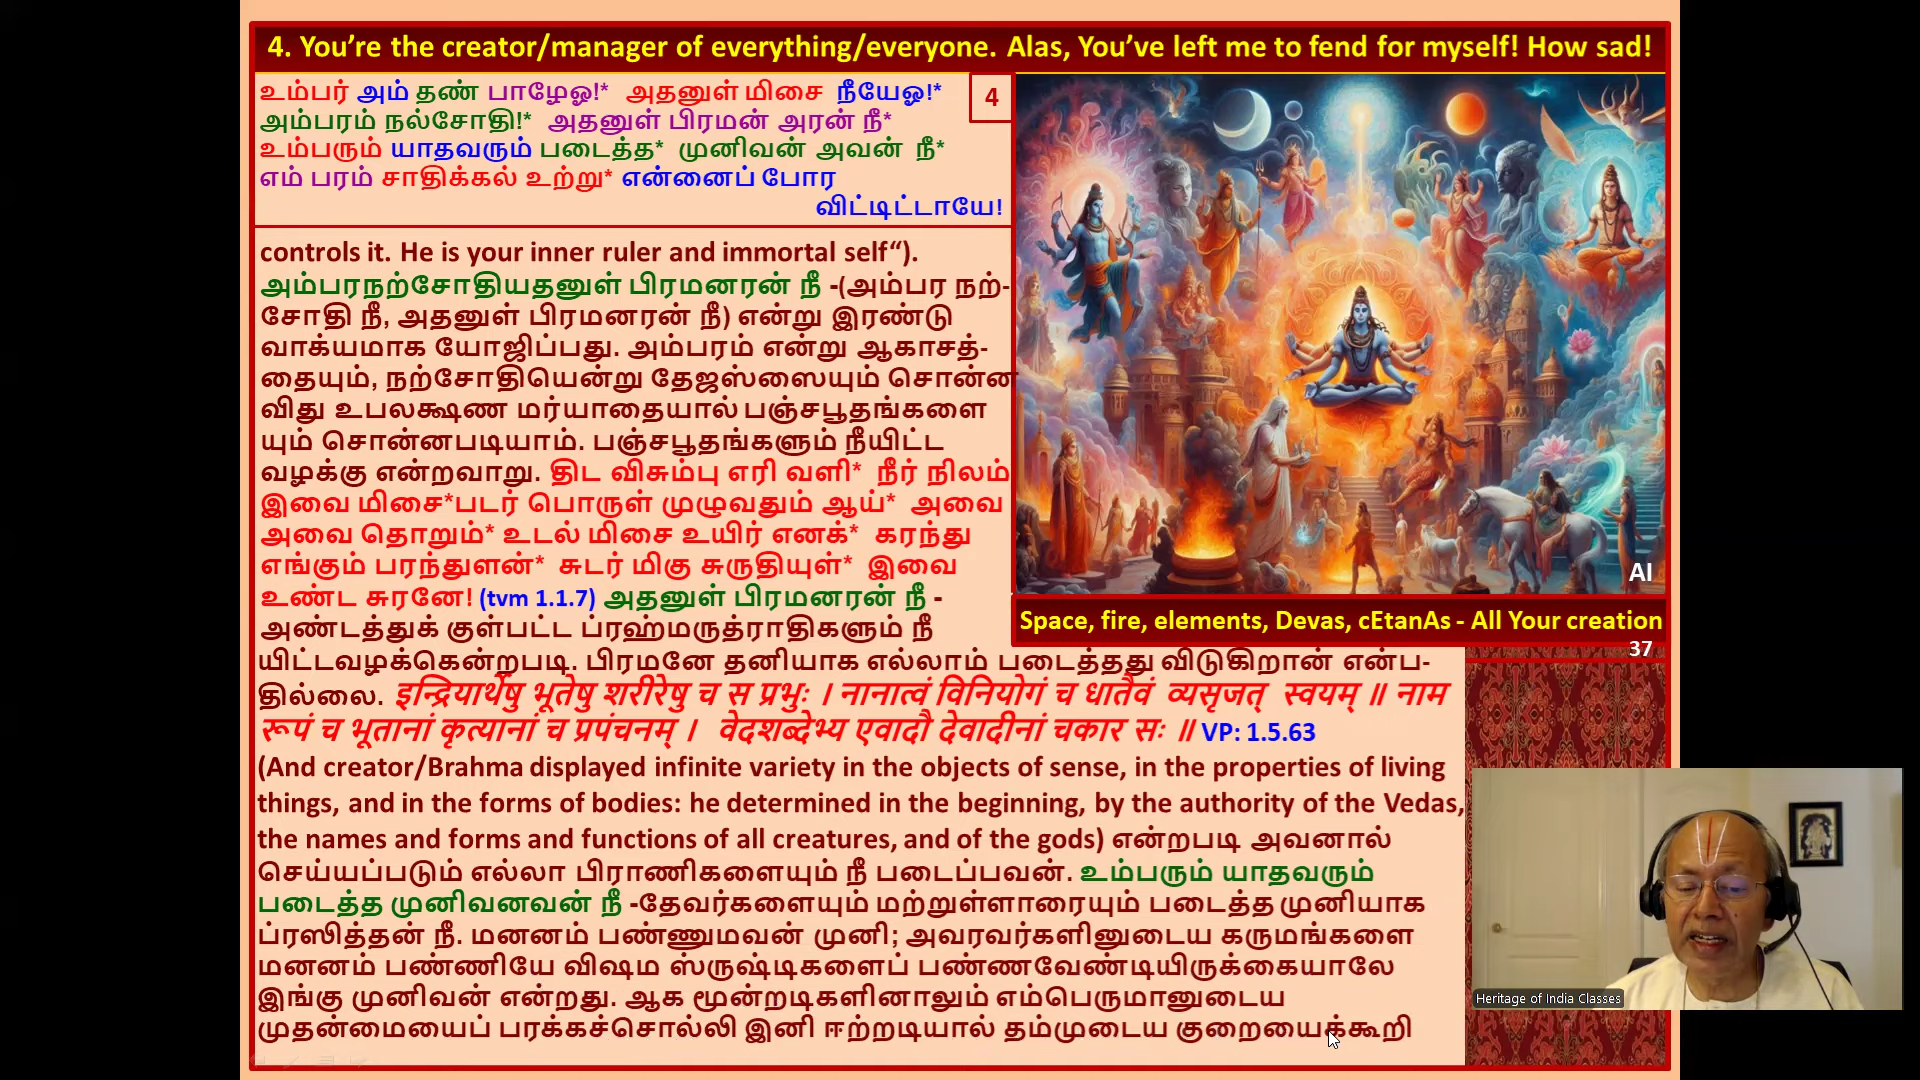 4. You’re the creator/manager of everything/everyone. Alas, You’ve left me to fend for myself! How sad!
உம்பர் அம் தண் பாழேஓ!* அதனுள் மிசை நீயேஓ!*
4
அம்பரம் நல்சோதி!* அதனுள் பிரமன் அரன் நீ*
உம்பரும் யாதவரும் படைத்த* முனிவன் அவன் நீ*
எம் பரம் சாதிக்கல் உற்று* என்னைப் போர
விட்டிட்டாயே!
controls it. He is your inner ruler and immortal self“).
அம்பரநற்சோதியதனுள் பிரமனரன் நீ -(அம்பர நற்-
சோதி நீ, அதனுள் பிரமனரன் நீ) என்று இரண்டு
வாக்யமாக யோஜிப்பது. அம்பரம் என்று ஆகாசத்-
தையும், நற்சோதியென்று தேஜஸ்ஸையும் சொன்ன
விது உபலக்ஷண மர்யாதையால் பஞ்சபூதங்களை
யும் சொன்னபடியாம். பஞ்சபூதங்களும் நீயிட்ட
வழக்கு என்றவாறு. திட விசும்பு எரி வளி* நீர் நிலம்
இவை மிசை*படர் பொருள் முழுவதும் ஆய்* அவை
அவை தொறும்* உடல் மிசை உயிர் எனக்* கரந்து
எங்கும் பரந்துளன்* சுடர் மிகு சுருதியுள்* இவை
உண்ட சுரனே! (tvm 1.1.7) அதனுள் பிரமனரன் நீ -
அண்டத்துக் குள்பட்ட ப்ரஹ்மருத்ராதிகளும் நீ
யிட்டவழக்கென்றபடி. பிரமனே தனியாக எல்லாம் படைத்தது விடுகிறான் என்ப-
தில்லை. इन्द्रियार्थेषु भूतेषु शरीरेषु च स प्रभुः । नानात्वं विनियोगं च धातैवं व्यसृजत् स्वयम् ॥ नाम
रूपं च भूतानां कृत्यानां च प्रपंचनम् । वेदशब्देभ्य एवादौ देवादीनां चकार सः ॥ VP: 1.5.63
(And creator/Brahma displayed infinite variety in the objects of sense, in the properties of living
things, and in the forms of bodies: he determined in the beginning, by the authority of the Vedas,
the names and forms and functions of all creatures, and of the gods) என்றபடி அவனால்
செய்யப்படும் எல்லா பிராணிகளையும் நீ படைப்பவன். உம்பரும் யாதவரும்
படைத்த முனிவனவன் நீ -தேவர்களையும் மற்றுள்ளாரையும் படைத்த முனியாக
ப்ரஸித்தன் நீ. மனனம் பண்ணுமவன் முனி; அவரவர்களினுடைய கருமங்களை
மனனம் பண்ணியே விஷம ஸ்ருஷ்டிகளைப் பண்ணவேண்டியிருக்கையாலே
இங்கு முனிவன் என்றது. ஆக மூன்றடிகளினாலும் எம்பெருமானுடைய
முதன்மையைப் பரக்கச்சொல்லி இனி ஈற்றடியால் தம்முடைய குறையைக்கூறி
AI
Space, fire, elements, Devas, cEtanAs - All Your creation
37
Heritage of India Classes